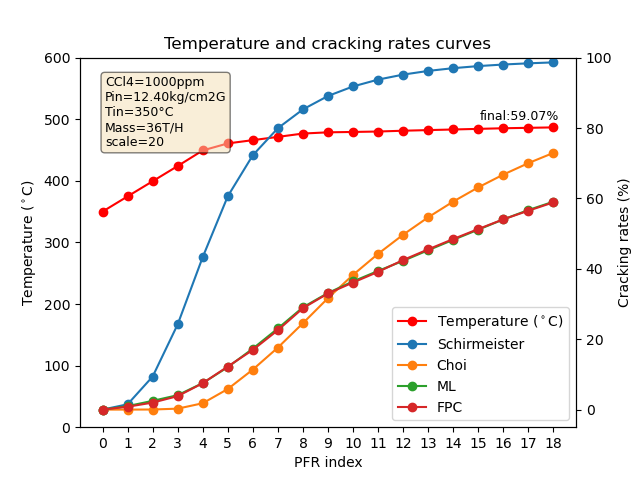 Temperature and cracking rates curves
CCl4=1000ppm
Pin=12.40kg/cm2G
Tin=350°C
Mass=36T/H
scale=20
final:59.07%
600
500
400
300
200
100
0
Temperature (°C)
100
80
60
40
20
0
Cracking rates (%)
Temperature (°C)
Schirmeister
Choi
ML
FPC
0 1 2 3 4 5 6 7 8 9 10 11 12 13 14 15 16 17 18
PFR index